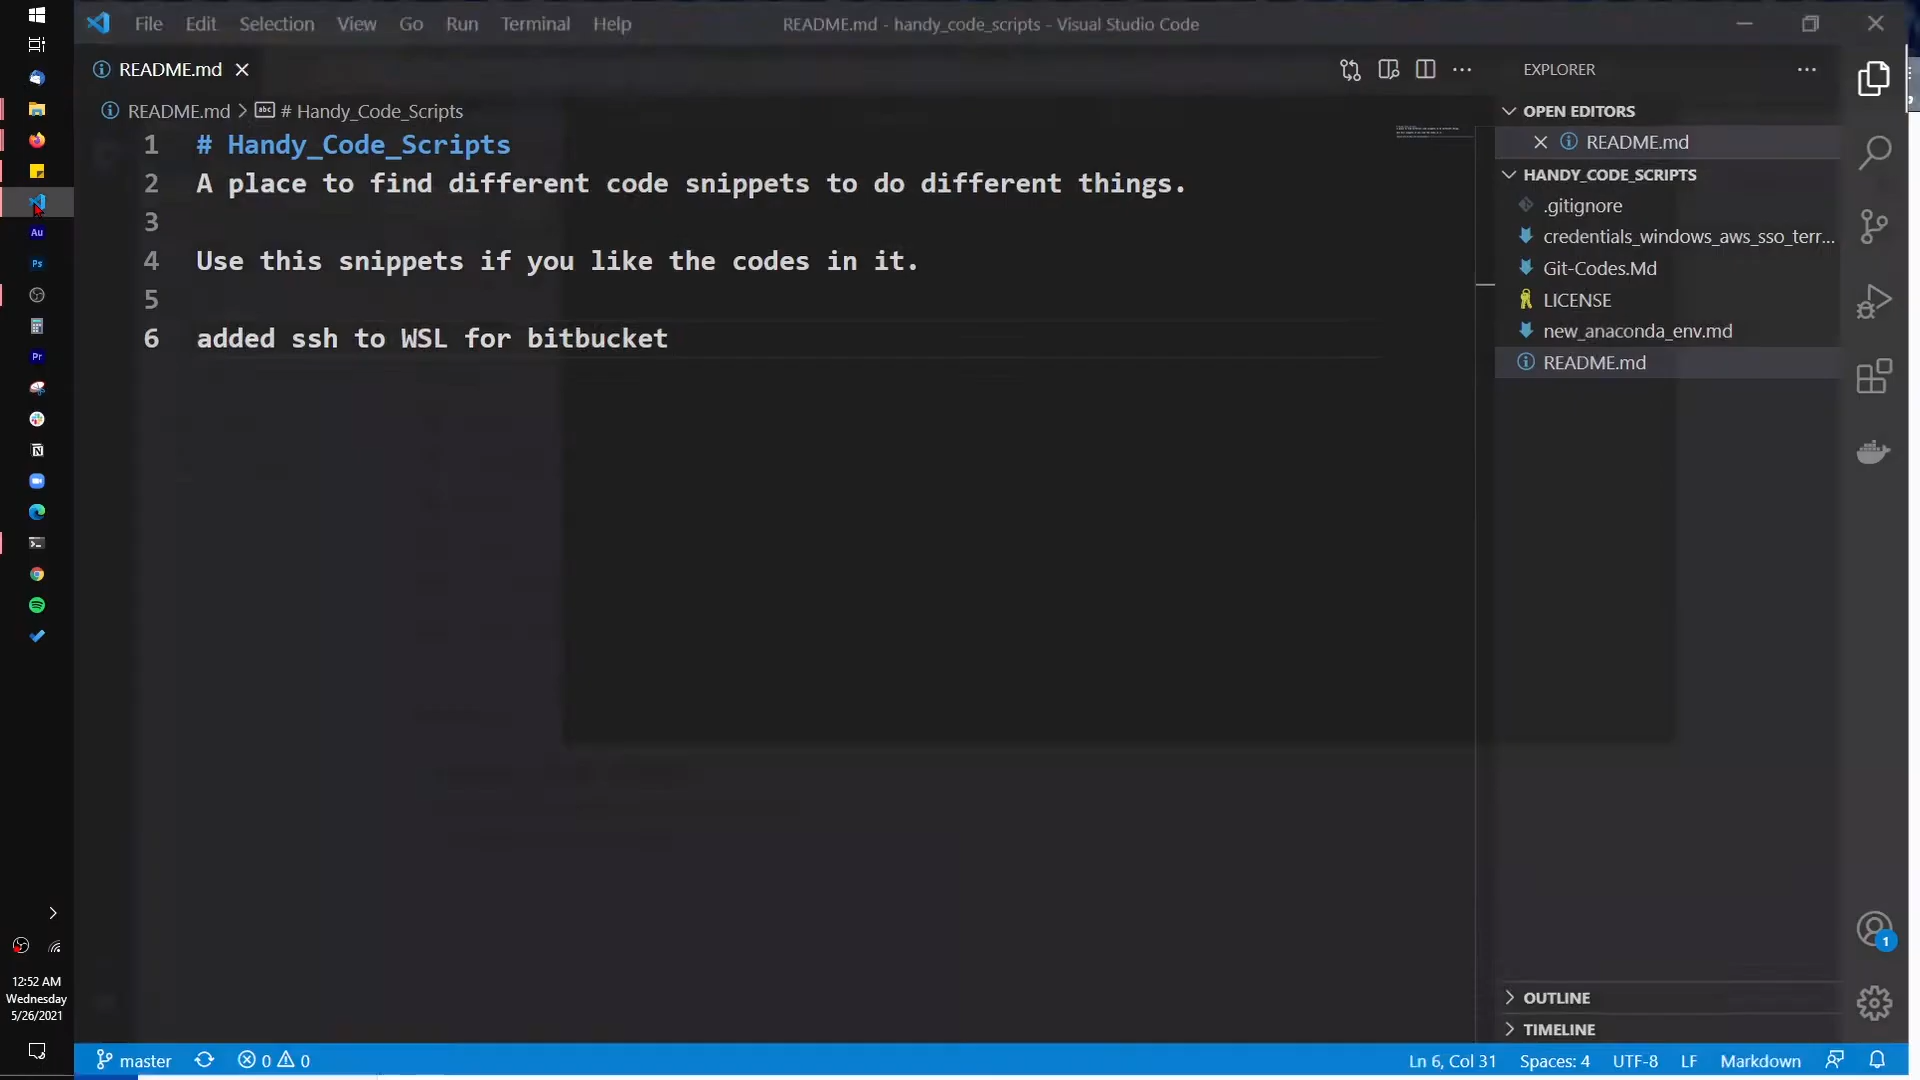 File Edit Selection View Go Run Terminal Help
README.md - handy_code_scripts - Visual Studio Code
README.md
README.md > # Handy_Code_Scripts
1 # Handy_Code_Scripts
2 A place to find different code snippets to do different things.
3
4 Use this snippets if you like the codes in it.
5
6 added ssh to WSL for bitbucket
EXPLORER
OPEN EDITORS
README.md
HANDY_CODE_SCRIPTS
.gitignore
credentials_windows_aws_sso_terr...
Git-Codes.Md
LICENSE
new_anaconda_env.md
README.md
OUTLINE
TIMELINE
1
Au
Ps
Pr
12:52 AM
Wednesday
5/26/2021
master 0 0
Ln 6, Col 31 Spaces: 4 UTF-8 LF Markdown